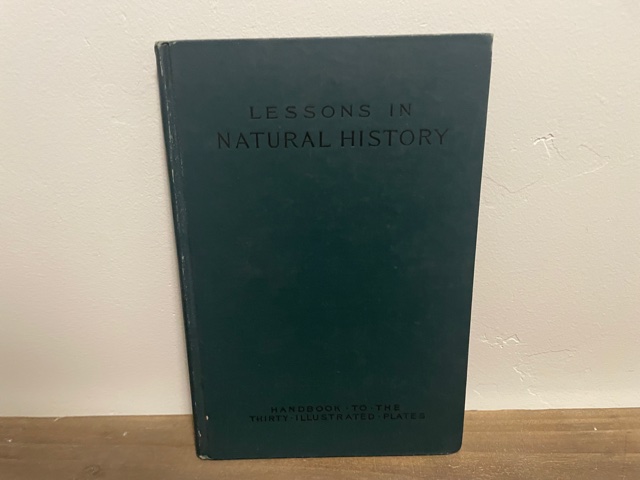 LESSONS IN
NATURAL HISTORY
HANDBOOK · TO · THE
THIRTY · ILLUSTRATED · PLATES